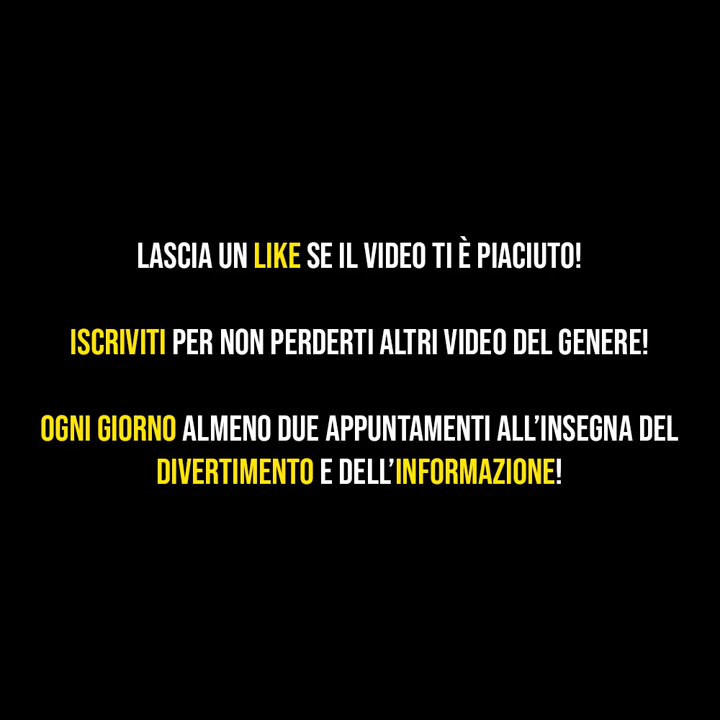 LASCIA UN LIKE SE IL VIDEO TI È PIACIUTO!
ISCRIVITI PER NON PERDERTI ALTRI VIDEO DEL GENERE!
OGNI GIORNO ALMENO DUE APPUNTAMENTI ALL’INSEGNA DEL
DIVERTIMENTO E DELL’INFORMAZIONE!